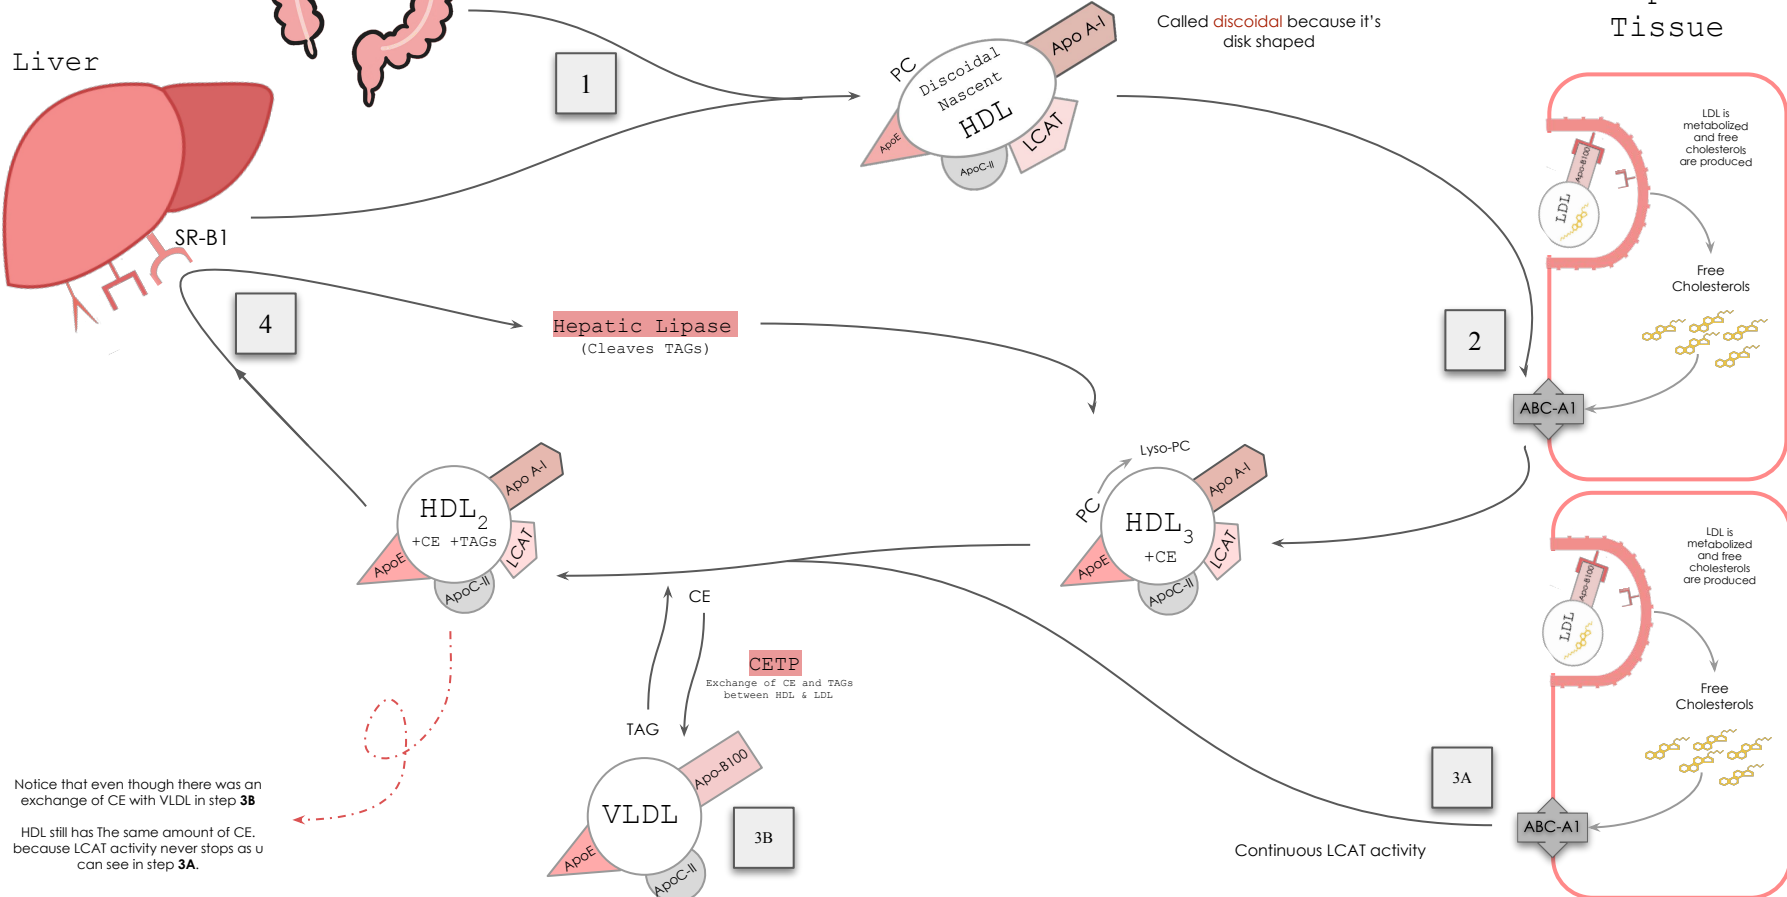 Liver
1
PC
Discoidal
Nascent
HDL
Apo A-I
ApoE
ApoC-II
LCAT
Called discoidal because it's
disk shaped
Tissue
LDL is
metabolized
and free
cholesterols
are produced
Apo-B100
LDL
Free
Cholesterols
2
ABC-A1
SR-B1
4
Hepatic Lipase
(Cleaves TAGs)
HDL2
+CE +TAGs
Apo A-I
LCAT
ApoE
ApoC-II
Lyso-PC
PC
HDL3
+CE
Apo A-I
LCAT
ApoE
ApoC-II
CE
CETP
Exchange of CE and TAGs
between HDL & LDL
TAG
VLDL
Apo-B100
ApoE
ApoC-II
3B
LDL is
metabolized
and free
cholesterols
are produced
Apo-B100
LDL
Free
Cholesterols
3A
ABC-A1
Continuous LCAT activity
Notice that even though there was an
exchange of CE with VLDL in step 3B
HDL still has The same amount of CE.
because LCAT activity never stops as u
can see in step 3A.